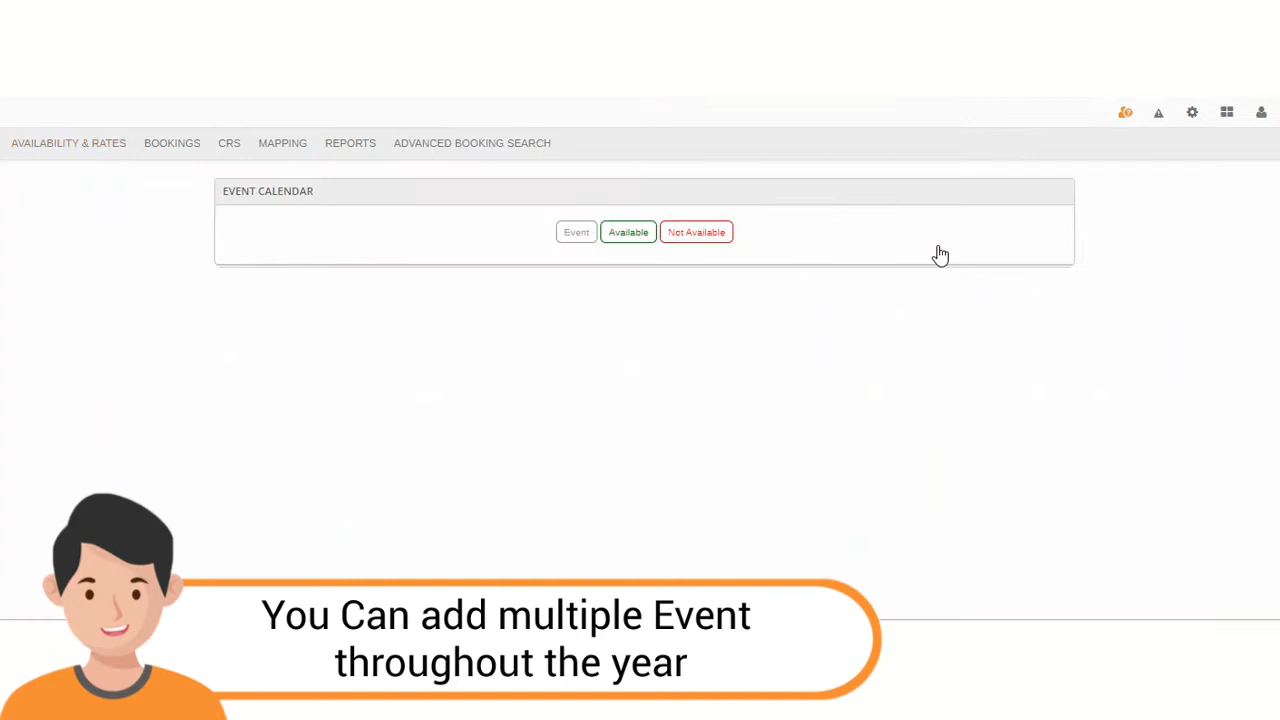 AVAILABILITY & RATES BOOKINGS CRS MAPPING REPORTS ADVANCED BOOKING SEARCH
EVENT CALENDAR
Event Available Not Available
You Can add multiple Event
throughout the year